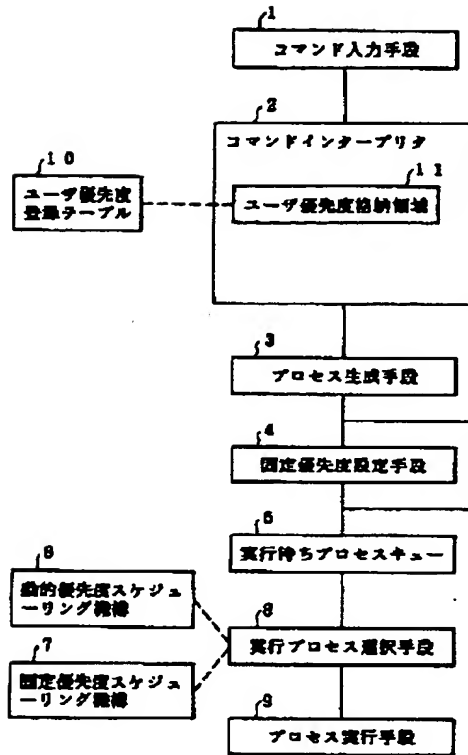 1
コマンド入力手段
2
コマンドインタープリタ
10
ユーザ優先度
登録テーブル
11
ユーザ優先度格納領域
3
プロセス生成手段
4
固定優先度設定手段
5
実行待ちプロセスキュー
6
動的優先度スケジュ
ーリング機構
7
固定優先度スケジュ
ーリング機構
8
実行プロセス選択手段
9
プロセス実行手段